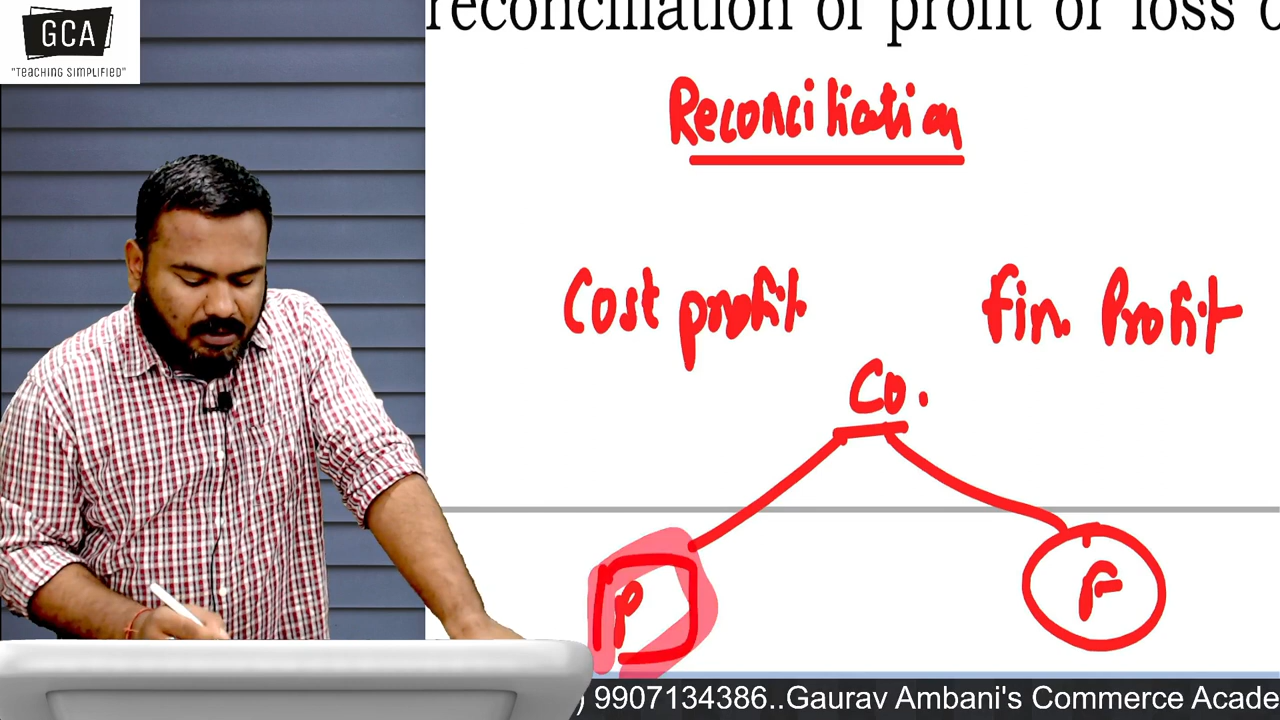 GCA
"Teaching Simplified"
reconciliation of profit or loss
Reconciliation
Cost profit
fin. Profit
Co.
P
F
) 9907134386..Gaurav Ambani's Commerce Acade